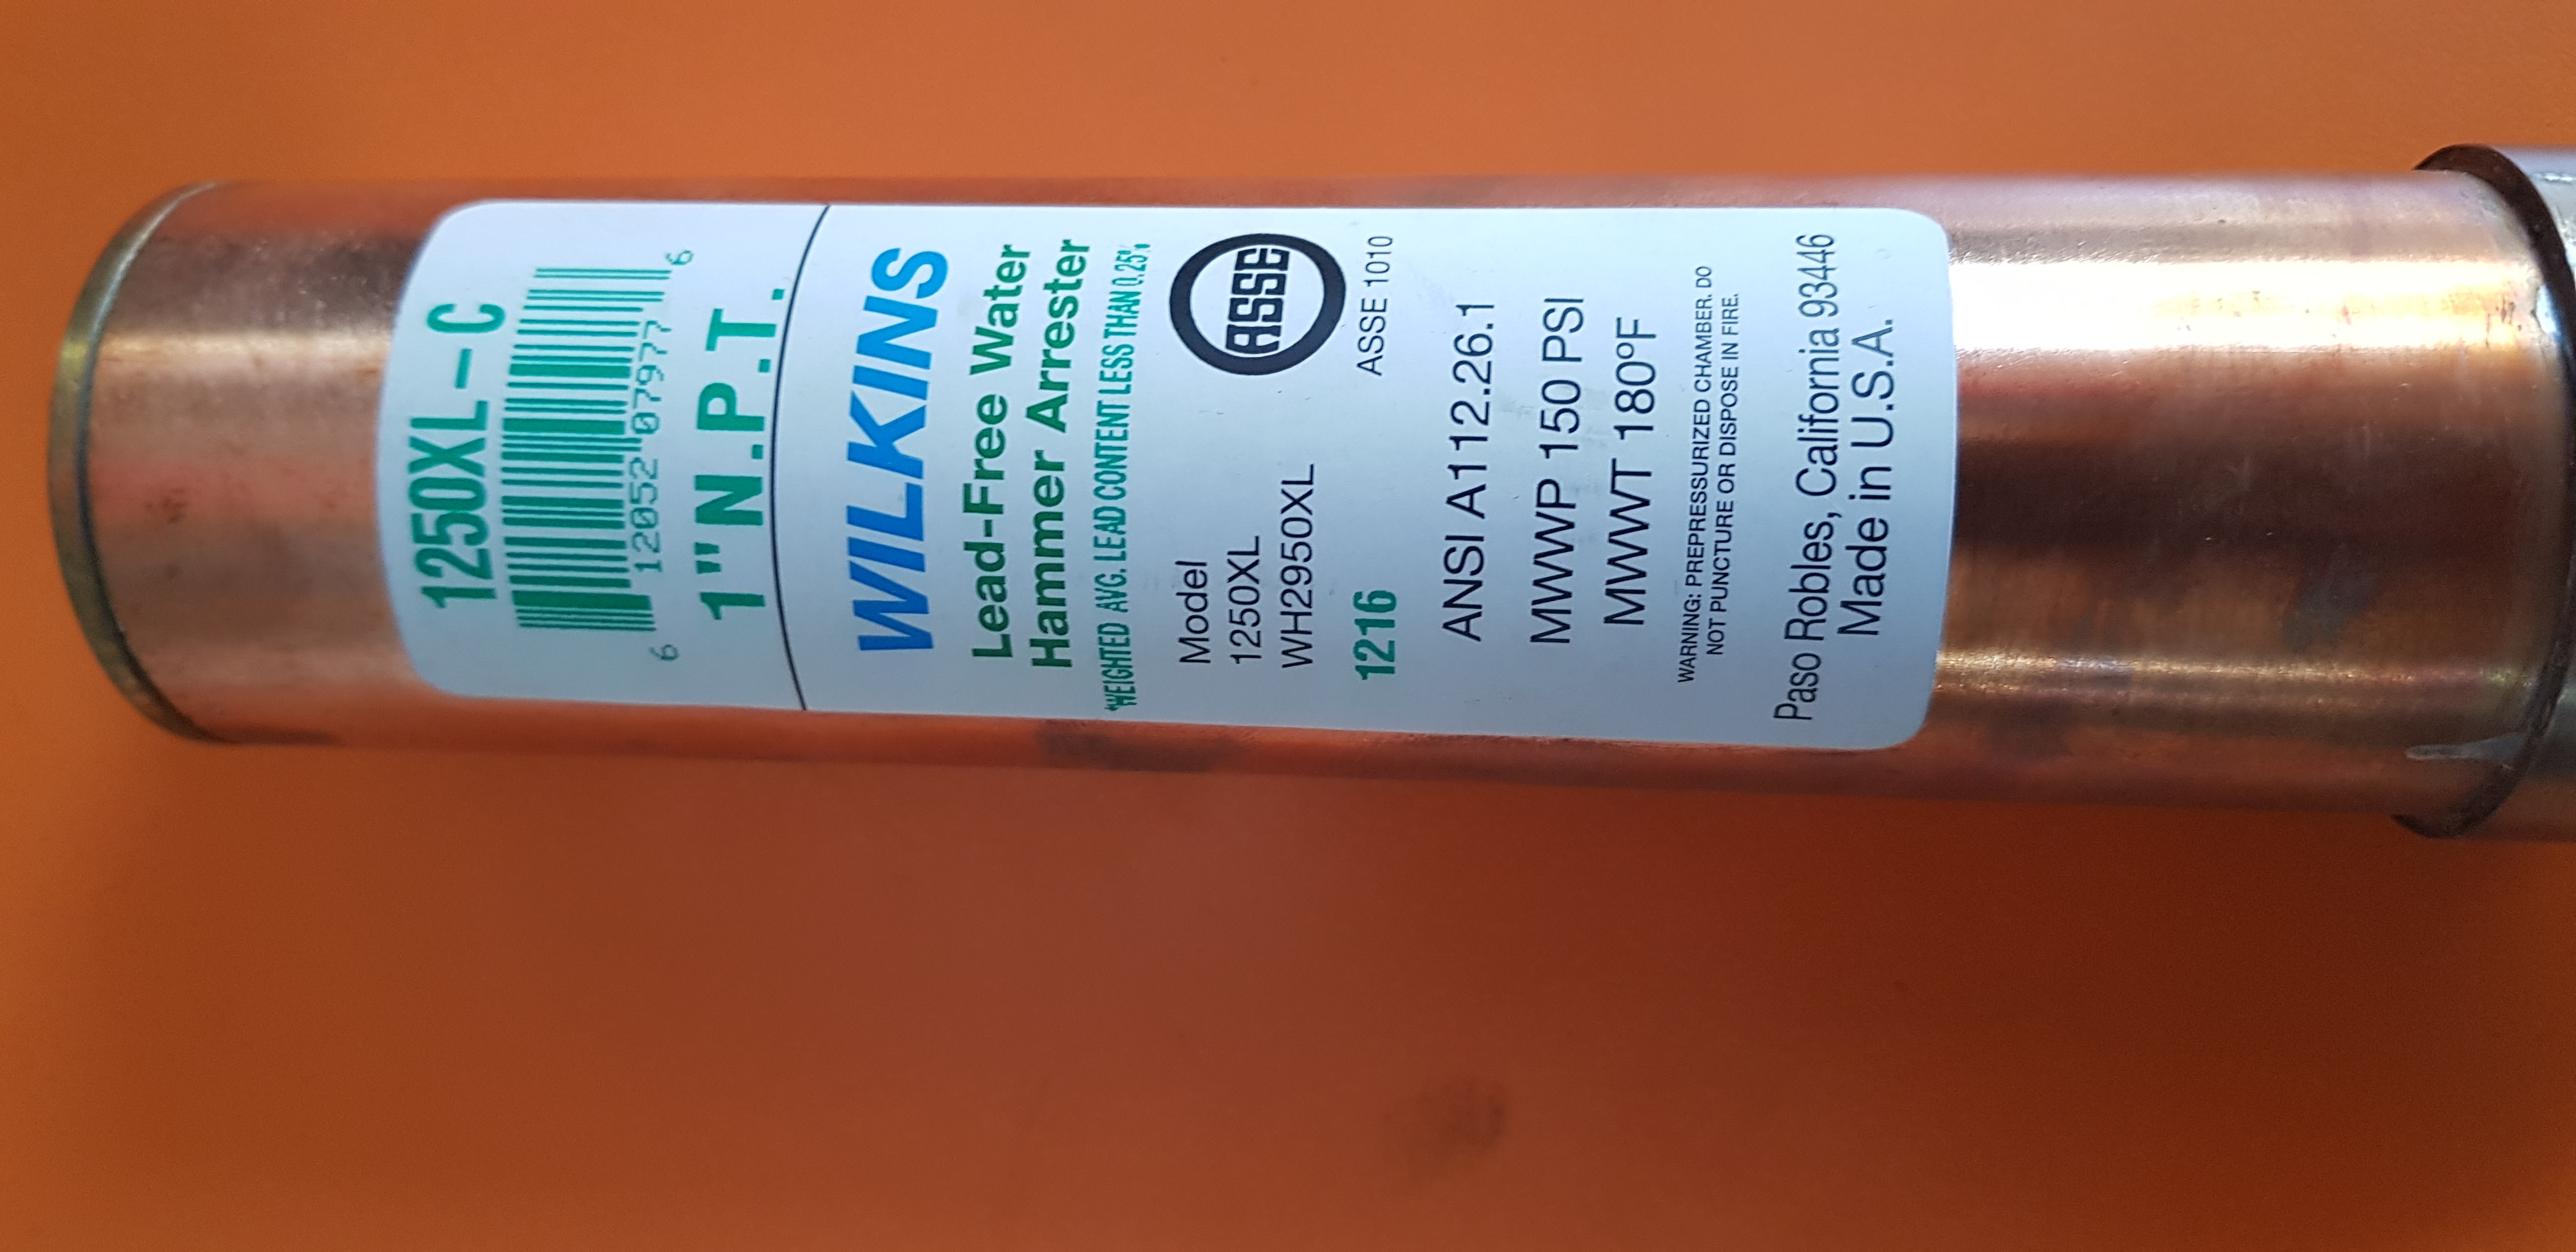 1250XL-C
6 12052 07977 6
1" N.P.T.
WILKINS
Lead-Free Water
Hammer Arrester
*WEIGHTED AVG. LEAD CONTENT LESS THAN 0.25%
ASSE
Model
1250XL
WH2950XL
1216
ASSE 1010
ANSI A112.26.1
MWWP 150 PSI
MWWT 180ºF
WARNING: PREPRESSURIZED CHAMBER. DO
NOT PUNCTURE OR DISPOSE IN FIRE.
Paso Robles, California 93446
Made in U.S.A.